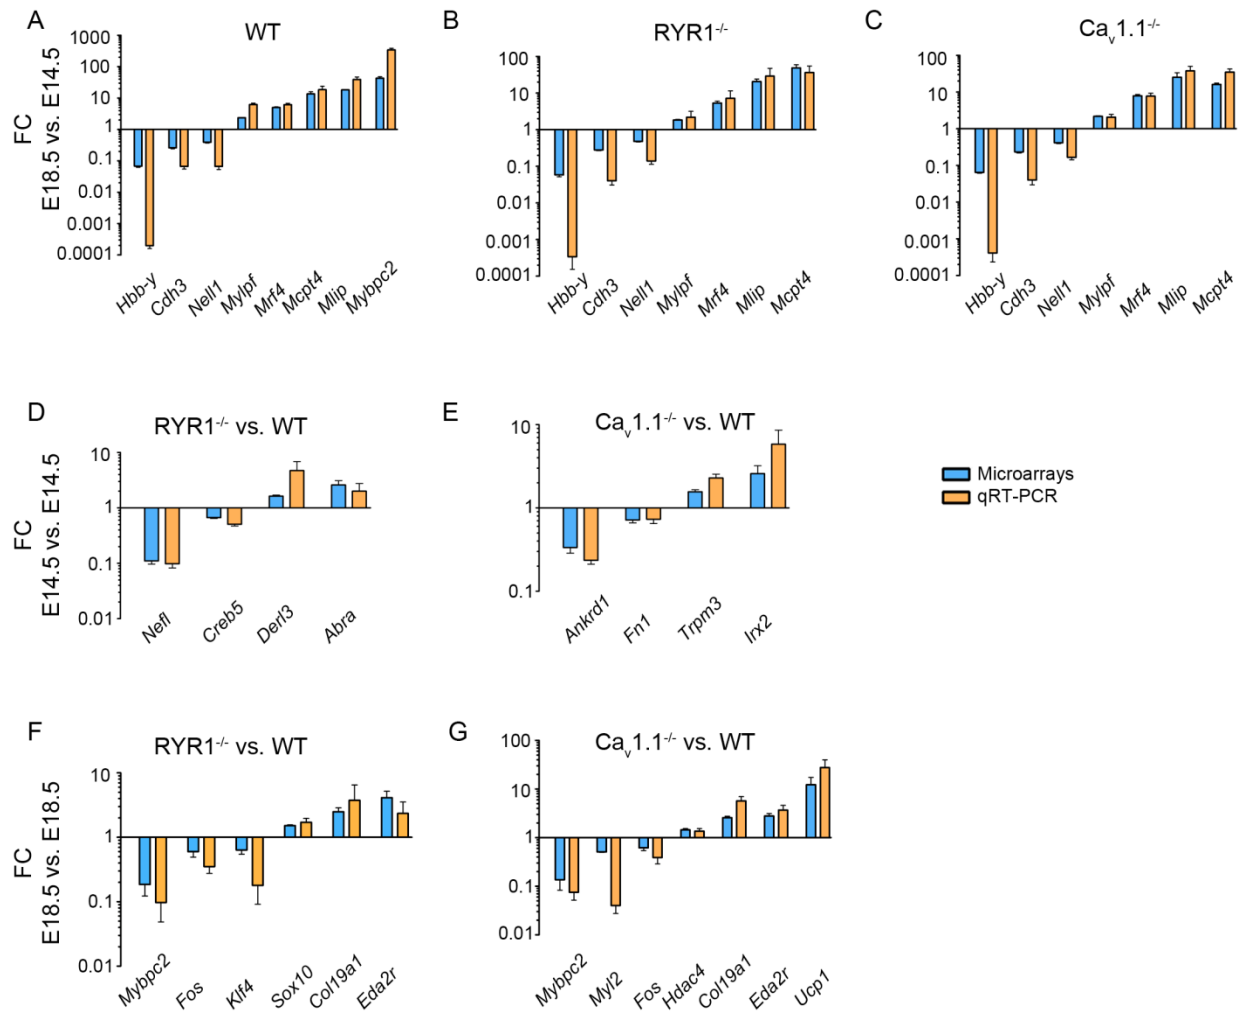 A
WT
FC
E18.5 vs. E14.5
1000
100
10
1
0.1
0.01
0.001
0.0001
Hbb-y
Cdh3
Nell1
Mylpf
Mrf4
Mcpt4
Mlip
Mybpc2
B
RYR1-/-
100
10
1
0.1
0.01
0.001
0.0001
Hbb-y
Cdh3
Nell1
Mylpf
Mrf4
Mlip
Mcpt4
C
Cav1.1-/-
100
10
1
0.1
0.01
0.001
0.0001
Hbb-y
Cdh3
Nell1
Mylpf
Mrf4
Mlip
Mcpt4
D
RYR1-/- vs. WT
FC
E14.5 vs. E14.5
10
1
0.1
0.01
Nefl
Creb5
Derl3
Abra
E
Cav1.1-/- vs. WT
10
1
0.1
Ankrd1
Fn1
Trpm3
Irx2
Microarrays
qRT-PCR
F
RYR1-/- vs. WT
FC
E18.5 vs. E18.5
10
1
0.1
0.01
Mybpc2
Fos
Klf4
Sox10
Col19a1
Eda2r
G
Cav1.1-/- vs. WT
100
10
1
0.1
0.01
Mybpc2
Myl2
Fos
Hdac4
Col19a1
Eda2r
Ucp1